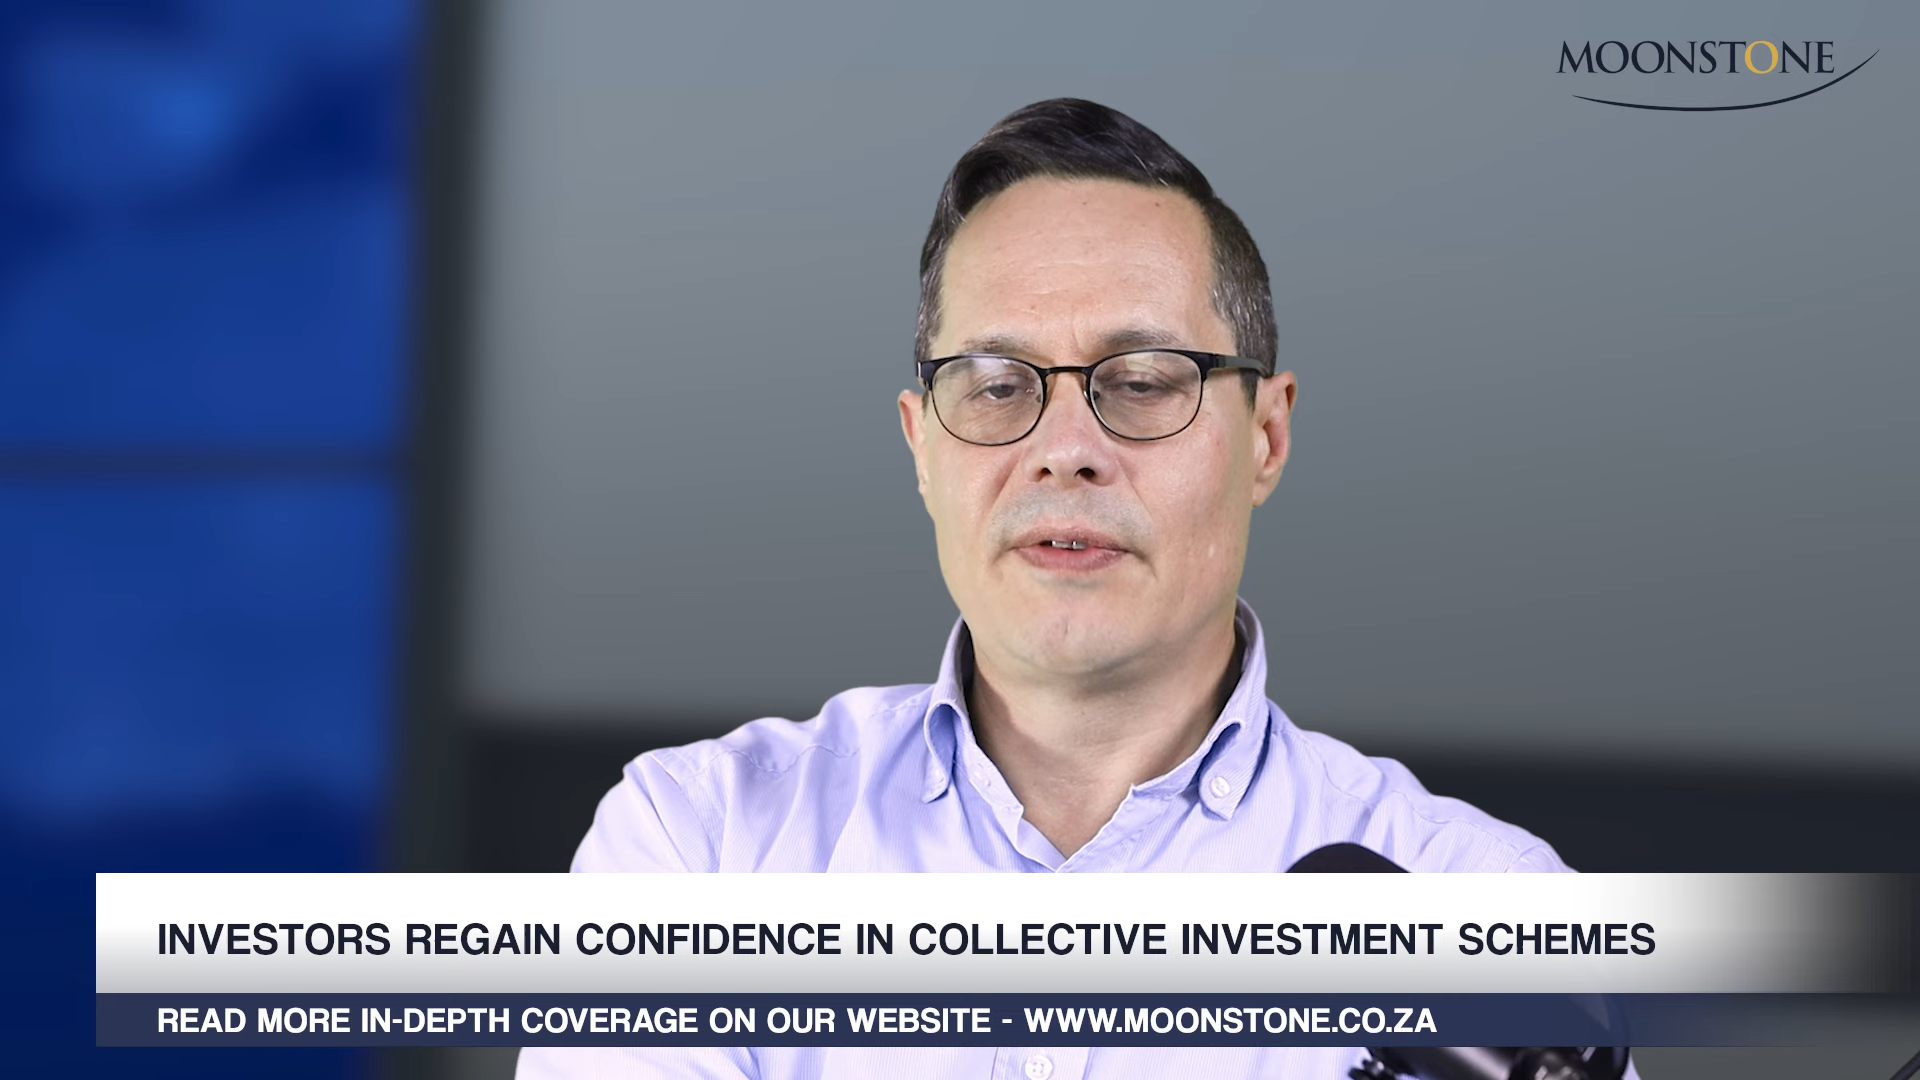 MOONSTONE
INVESTORS REGAIN CONFIDENCE IN COLLECTIVE INVESTMENT SCHEMES
READ MORE IN-DEPTH COVERAGE ON OUR WEBSITE - WWW.MOONSTONE.CO.ZA